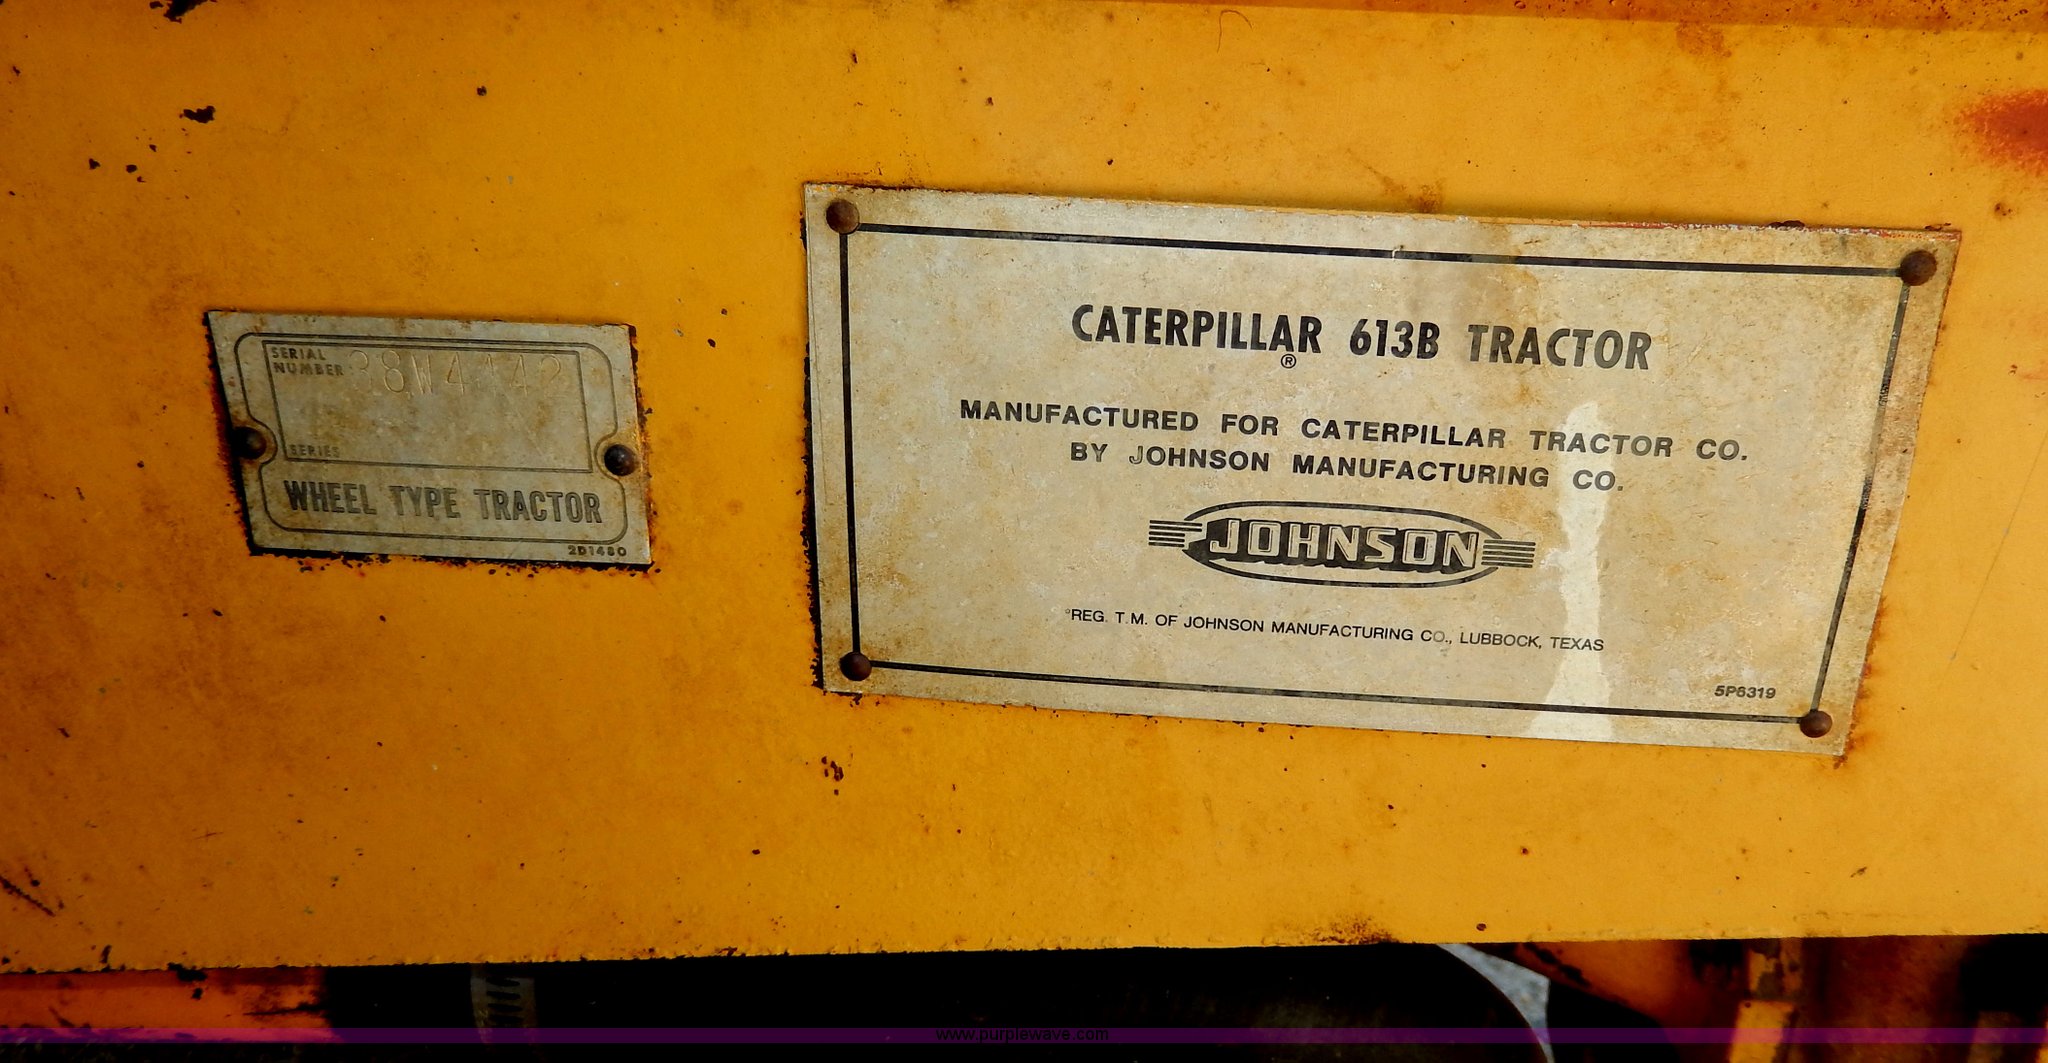 SERIAL
NUMBER
SERIES
WHEEL TYPE TRACTOR
2D1480
CATERPILLAR 613B TRACTOR
®
MANUFACTURED FOR CATERPILLAR TRACTOR CO.
BY JOHNSON MANUFACTURING CO.
JOHNSON
REG. T.M. OF JOHNSON MANUFACTURING CO., LUBBOCK, TEXAS
5P6319
www.purplewave.com